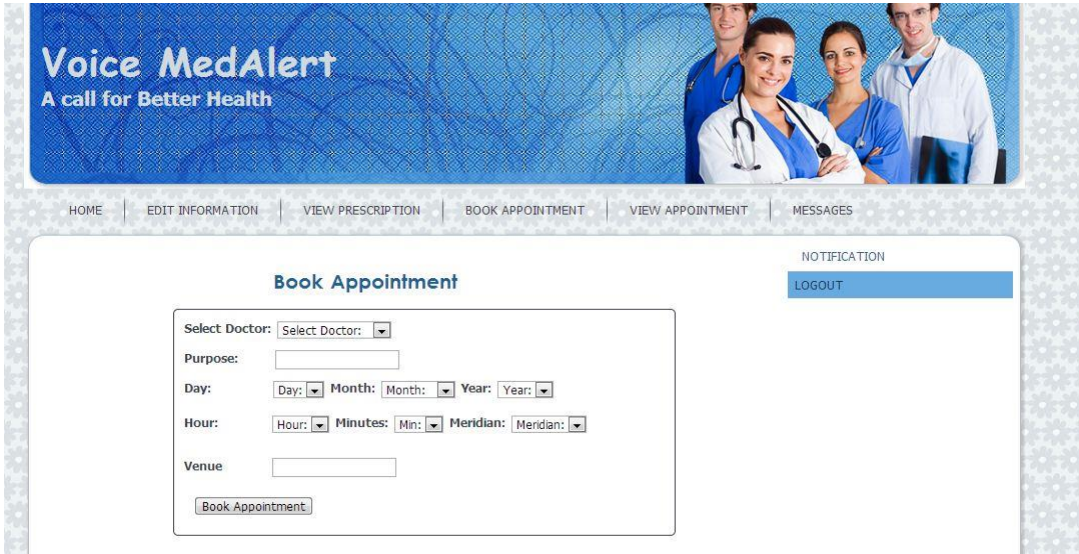 Voice MedAlert
A call for Better Health
HOME EDIT INFORMATION VIEW PRESCRIPTION BOOK APPOINTMENT VIEW APPOINTMENT MESSAGES
NOTIFICATION
LOGOUT
Book Appointment
Select Doctor: Select Doctor:
Purpose:
Day: Day: Month: Month: Year: Year:
Hour: Hour: Minutes: Min: Meridian: Meridian:
Venue
Book Appointment